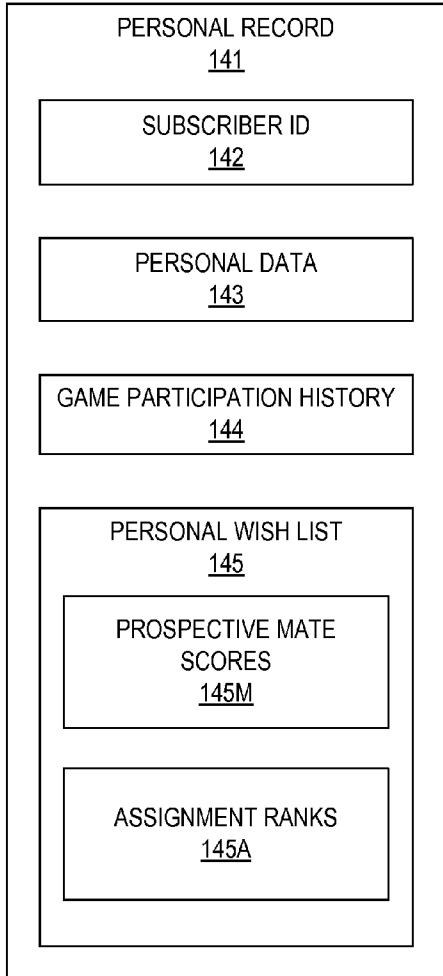 PERSONAL RECORD
141
SUBSCRIBER ID
142
PERSONAL DATA
143
GAME PARTICIPATION HISTORY
144
PERSONAL WISH LIST
145
PROSPECTIVE MATE
SCORES
145M
ASSIGNMENT RANKS
145A